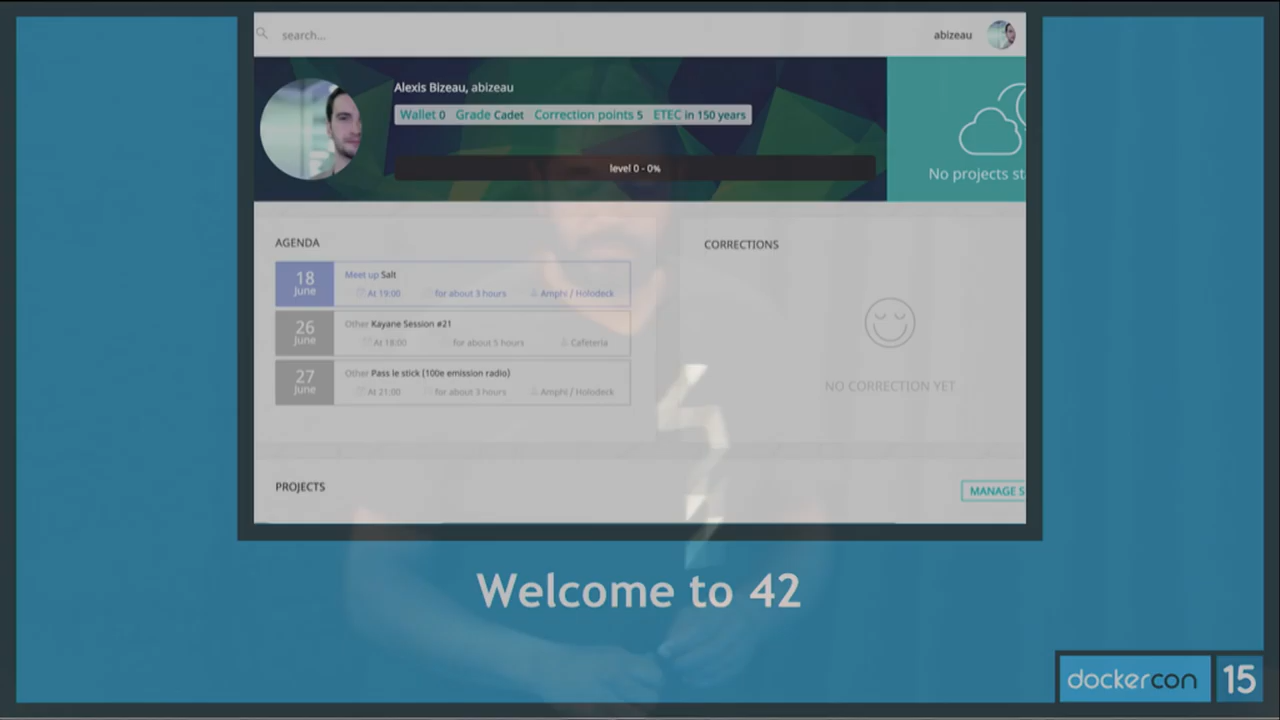 search...
abizeau
Alexis Bizeau, abizeau
Wallet 0 Grade Cadet Correction points 5 ETEC in 150 years
level 0 - 0%
No projects st
AGENDA
18 June
Meet up Salt
At 19:00 for about 3 hours Amphi / Holodeck
26 June
Other Kayane Session #21
At 18:00 for about 5 hours Cafeteria
27 June
Other Pass le stick (100e emission radio)
At 21:00 for about 3 hours Amphi / Holodeck
CORRECTIONS
NO CORRECTION YET
PROJECTS
MANAGE S
Welcome to 42
dockercon 15